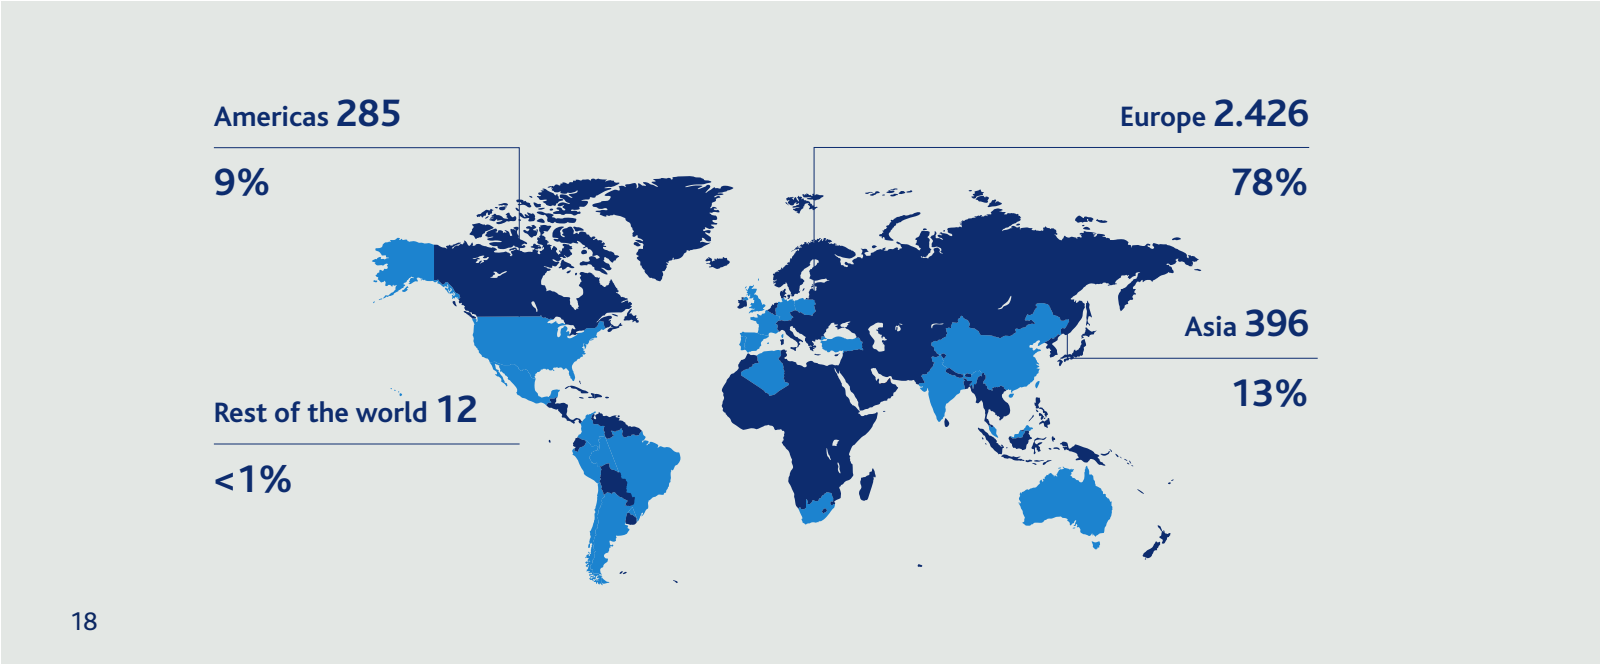 Americas 285
9%
Europe 2.426
78%
Asia 396
13%
Rest of the world 12
<1%
18